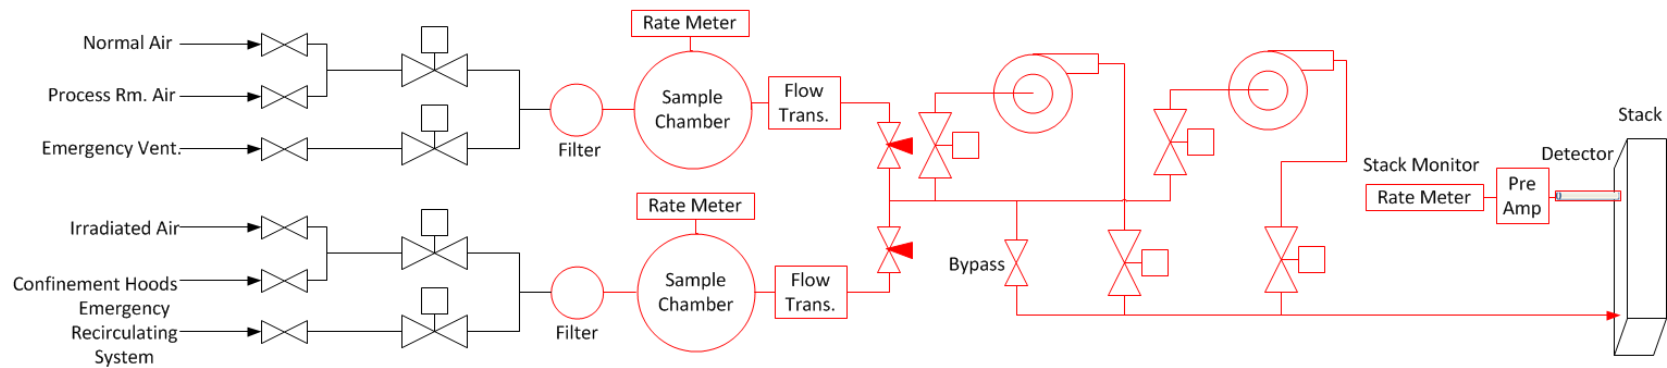 Normal Air
Process Rm. Air
Emergency Vent.
Filter
Rate Meter
Sample
Chamber
Flow
Trans.
Irradiated Air
Confinement Hoods
Emergency
Recirculating
System
Filter
Rate Meter
Sample
Chamber
Flow
Trans.
Bypass
Stack Monitor
Rate Meter
Pre
Amp
Detector
Stack